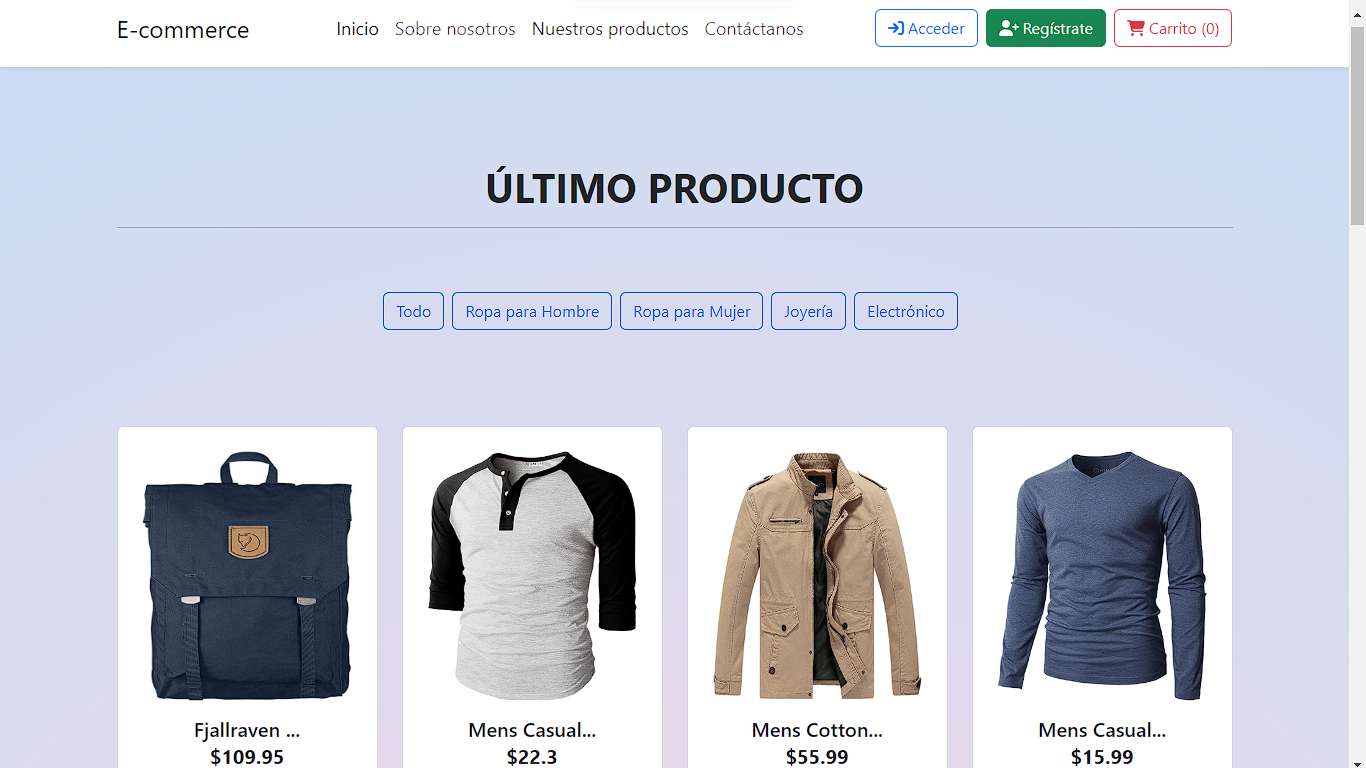 E-commerce Inicio Sobre nosotros Nuestros productos Contáctanos Acceder Regístrate Carrito (0)
ÚLTIMO PRODUCTO
Todo Ropa para Hombre Ropa para Mujer Joyería Electrónico
Fjallraven ... Mens Casual... Mens Cotton... Mens Casual...
$109.95 $22.3 $55.99 $15.99